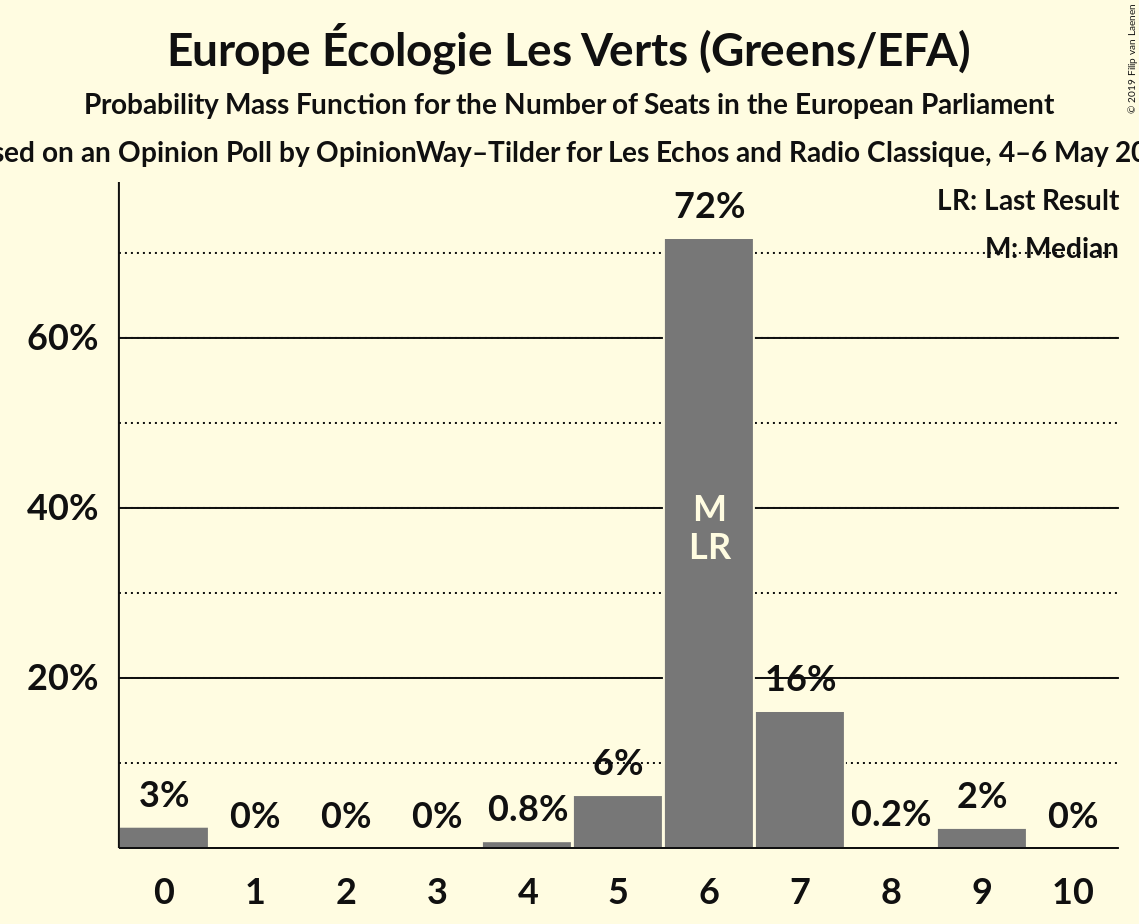 Europe Écologie Les Verts (Greens/EFA)
Probability Mass Function for the Number of Seats in the European Parliament
on an Opinion Poll by OpinionWay–Tilder for Les Echos and Radio Classique, 4–6 May
© 2019 Filip van Laenen
LR: Last Result
M: Median
72%
60%
40%
20%
M
LR
16%
6%
3%
0%
0%
0%
0.8%
0.2%
2%
0%
0 1 2 3 4 5 6 7 8 9 10